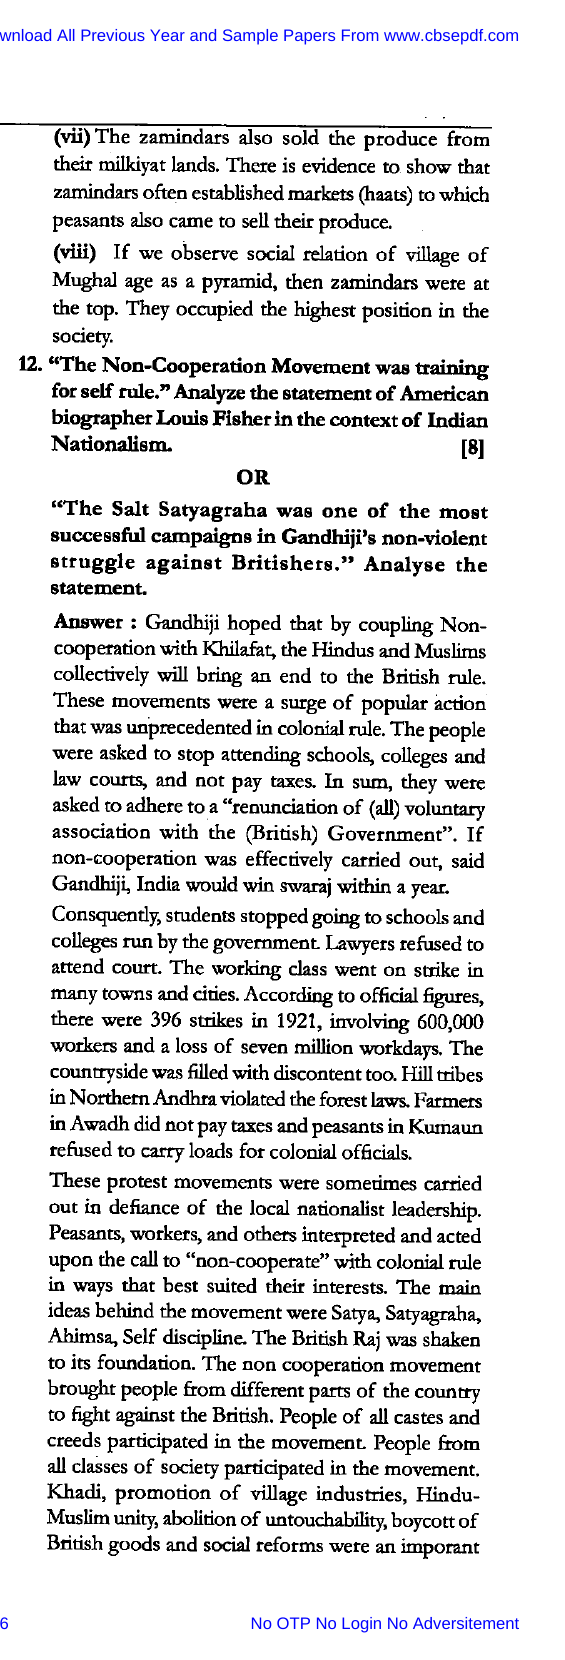 wnload All Previous Year and Sample Papers From www.cbsepdf.com
(vii) The zamindars also sold the produce from
their milkiyat lands. There is evidence to show that
zamindars often established markets (haats) to which
peasants also came to sell their produce.
(viii) If we observe social relation of village of
Mughal age as a pyramid, then zamindars were at
the top. They occupied the highest position in the
society.
12. “The Non-Cooperation Movement was training
for self rule.” Analyze the statement of American
biographer Louis Fisher in the context of Indian
Nationalism. [8]
OR
“The Salt Satyagraha was one of the most
successful campaigns in Gandhiji’s non-violent
struggle against Britishers.” Analyse the
statement.
Answer : Gandhiji hoped that by coupling Non-
cooperation with Khilafat, the Hindus and Muslims
collectively will bring an end to the British rule.
These movements were a surge of popular action
that was unprecedented in colonial rule. The people
were asked to stop attending schools, colleges and
law courts, and not pay taxes. In sum, they were
asked to adhere to a “renunciation of (all) voluntary
association with the (British) Government”. If
non-cooperation was effectively carried out, said
Gandhiji, India would win swaraj within a year.
Consquently, students stopped going to schools and
colleges run by the government. Lawyers refused to
attend court. The working class went on strike in
many towns and cities. According to official figures,
there were 396 strikes in 1921, involving 600,000
workers and a loss of seven million workdays. The
countryside was filled with discontent too. Hill tribes
in Northern Andhra violated the forest laws. Farmers
in Awadh did not pay taxes and peasants in Kumaun
refused to carry loads for colonial officials.
These protest movements were sometimes carried
out in defiance of the local nationalist leadership.
Peasants, workers, and others interpreted and acted
upon the call to “non-cooperate” with colonial rule
in ways that best suited their interests. The main
ideas behind the movement were Satya, Satyagraha,
Ahimsa, Self discipline. The British Raj was shaken
to its foundation. The non cooperation movement
brought people from different parts of the country
to fight against the British. People of all castes and
creeds participated in the movement. People from
all classes of society participated in the movement.
Khadi, promotion of village industries, Hindu-
Muslim unity, abolition of untouchability, boycott of
British goods and social reforms were an imporant
6 No OTP No Login No Adversitement